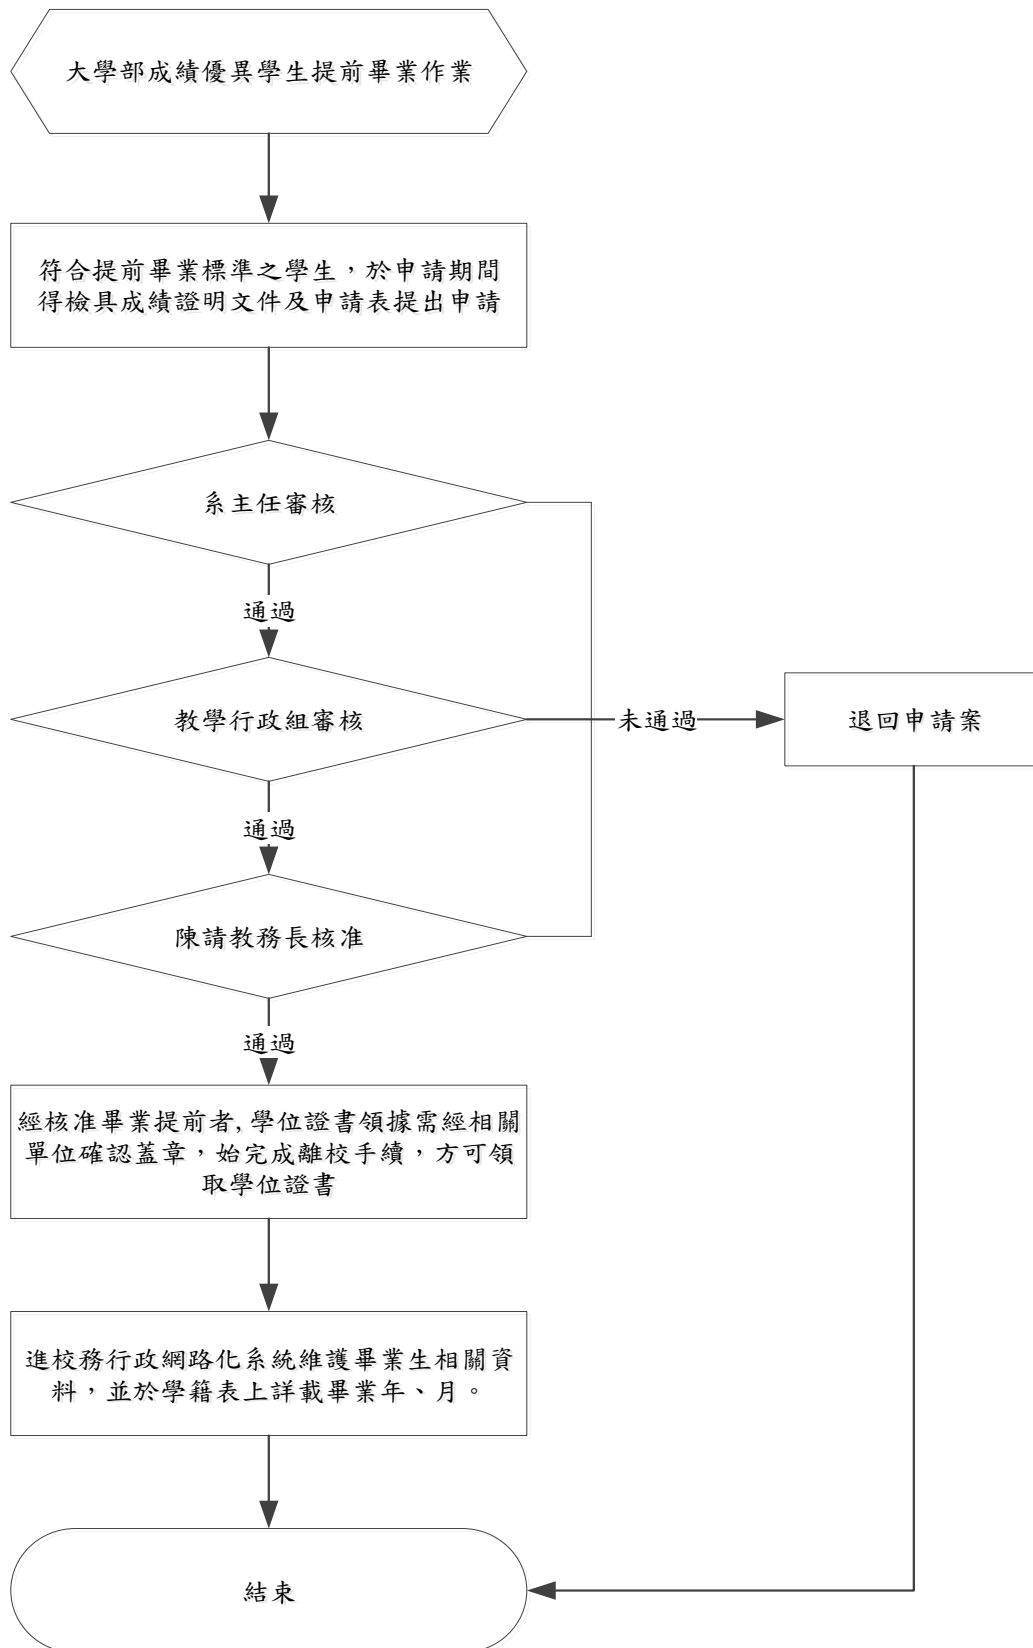 大學部成績優異學生提前畢業作業
符合提前畢業標準之學生，於申請期間
得檢具成績證明文件及申請表提出申請
系主任審核
通過
教學行政組審核
未通過
退回申請案
通過
陳請教務長核准
通過
經核准畢業提前者,學位證書領據需經相關
單位確認蓋章，始完成離校手續，方可領
取學位證書
進校務行政網路化系統維護畢業生相關資
料，並於學籍表上詳載畢業年、月。
結束